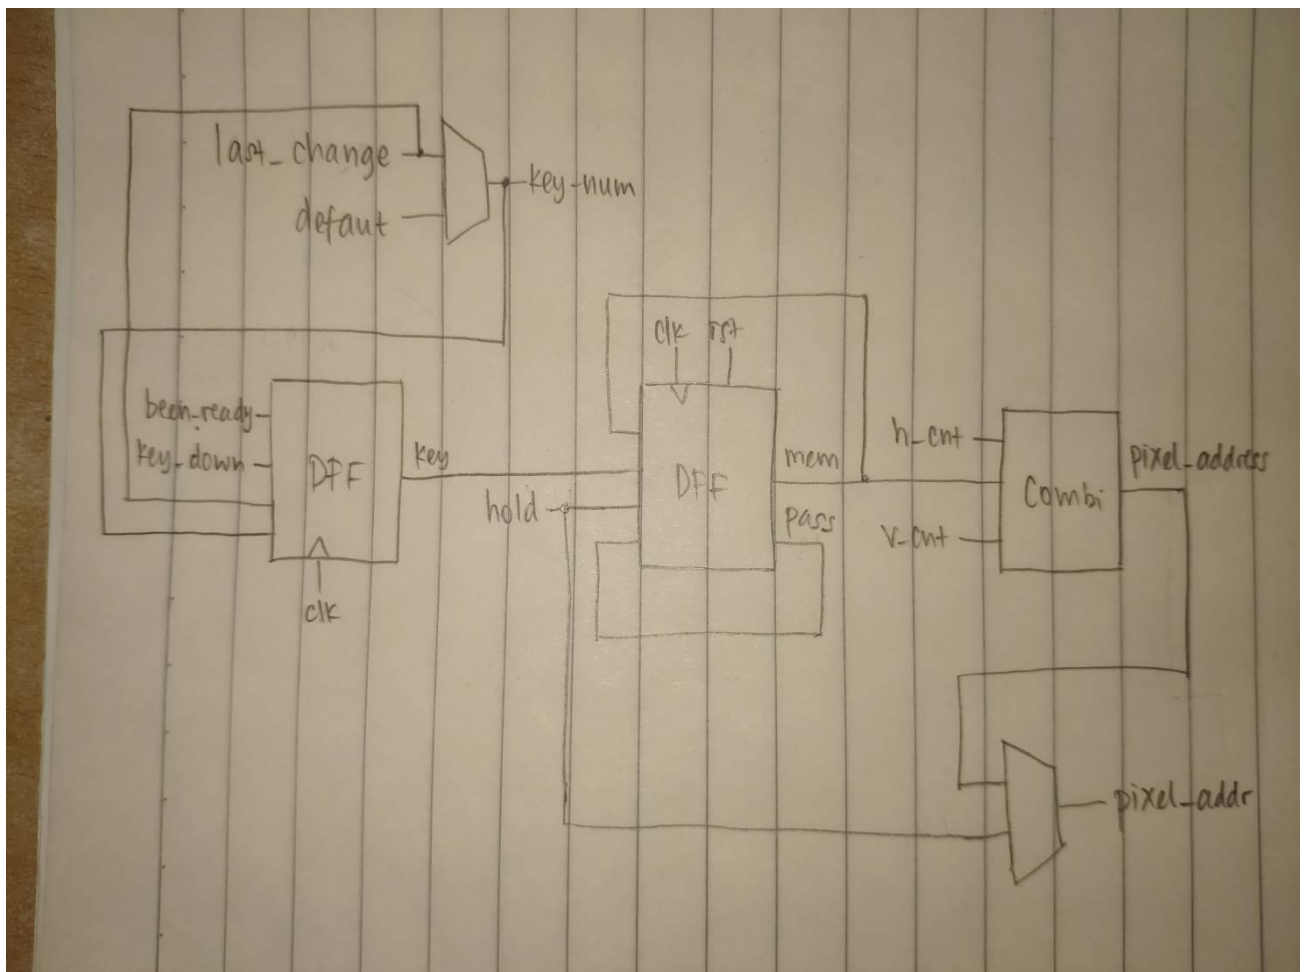 last_change
defaut
key_num
clk rst
been_ready
key_down
DFF
key
clk
hold
DFF
mem
pass
h_cnt
v_cnt
Combi
pixel_address
pixel_addr